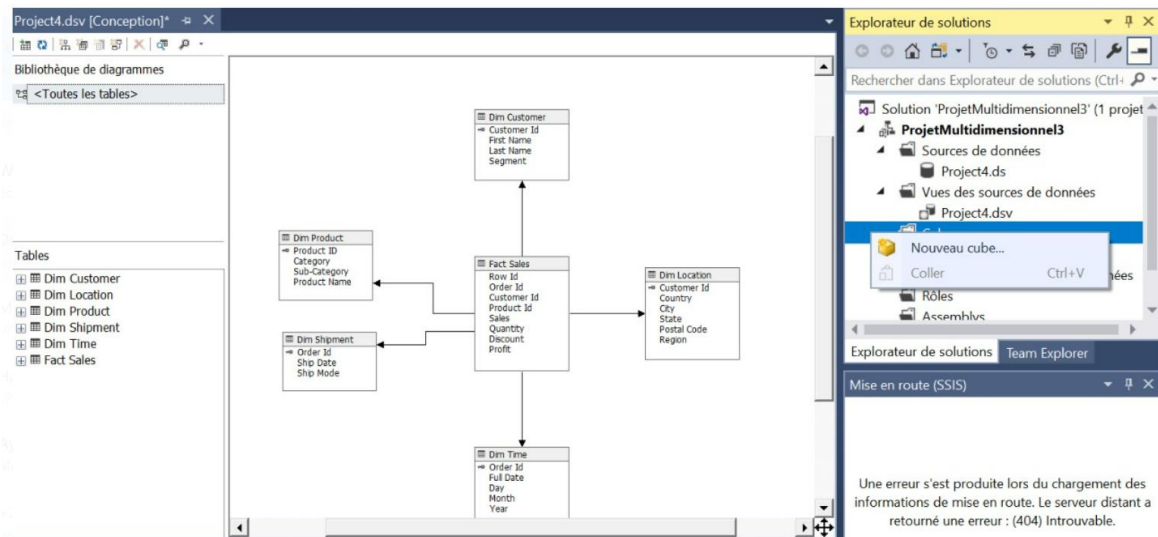 Project4.dsv [Conception]*
Bibliothèque de diagrammes
<Toutes les tables>
Tables
Dim Customer
Dim Location
Dim Product
Dim Shipment
Dim Time
Fact Sales
Dim Customer
Customer Id
First Name
Last Name
Segment
Dim Product
Product ID
Category
Sub-Category
Product Name
Fact Sales
Row Id
Order Id
Customer Id
Product Id
Sales
Quantity
Discount
Profit
Dim Location
Customer Id
Country
City
State
Postal Code
Region
Dim Shipment
Order Id
Ship Date
Ship Mode
Dim Time
Order Id
Full Date
Day
Month
Year
Explorateur de solutions
Rechercher dans Explorateur de solutions (Ctrl+
Solution 'ProjetMultidimensionnel3' (1 projet
ProjetMultidimensionnel3
Sources de données
Project4.ds
Vues des sources de données
Project4.dsv
Nouveau cube...
Coller Ctrl+V
nées
Rôles
Assemblys
Explorateur de solutions Team Explorer
Mise en route (SSIS)
Une erreur s'est produite lors du chargement des
informations de mise en route. Le serveur distant a
retourné une erreur : (404) Introuvable.